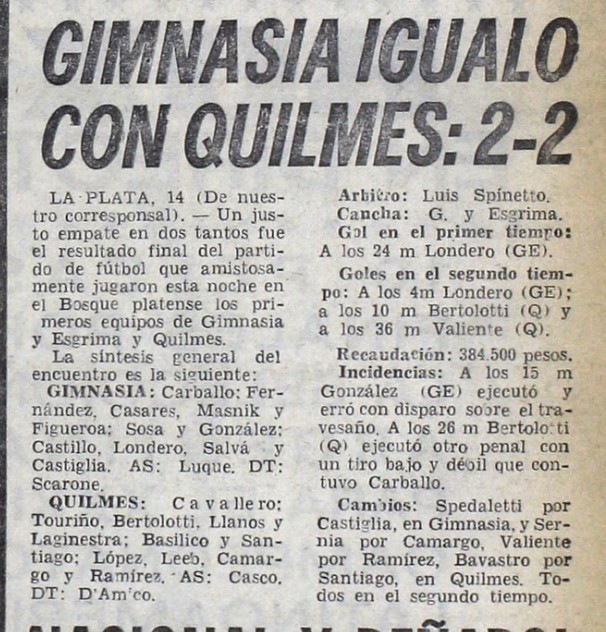 GIMNASIA IGUALO
CON QUILMES: 2-2
LA PLATA, 14 (De nues-
tro corresponsal). — Un jus-
to empate en dos tantos fue
el resultado final del parti-
do de fútbol que amistosa-
mente jugaron esta noche en
el Bosque platense los pri-
meros equipos de Gimnasia
y Esgrima y Quilmes.
La síntesis general del
encuentro es la siguiente:
GIMNASIA: Carballo; Fer-
nández, Casares, Masnik y
Figueroa; Sosa y González;
Castillo, Londero, Salvá y
Castiglia. AS: Luque. DT:
Scarone.
QUILMES: Cavallero;
Touriño, Bertolotti, Llanos y
Laginestra; Basilico y San-
tiago; López, Leeb, Camar-
go y Ramírez. AS: Casco.
DT: D'Amico.
Arbitro: Luis Spinetto.
Cancha: G. y Esgrima.
Gol en el primer tiempo:
A los 24 m Londero (GE).
Goles en el segundo tiem-
po: A los 4m Londero (GE);
a los 10 m Bertolotti (Q) y
a los 36 m Valiente (Q).
Recaudación: 384.500 pesos.
Incidencias: A los 15 m
González (GE) ejecutó y
erró con disparo sobre el tra-
vesaño. A los 26 m Bertolotti
(Q) ejecutó otro penal con
un tiro bajo y débil que con-
tuvo Carballo.
Cambios: Spedaletti por
Castiglia, en Gimnasia, y Ser-
nia por Camargo, Valiente
por Ramírez, Bavastro por
Santiago, en Quilmes. To-
dos en el segundo tiempo.